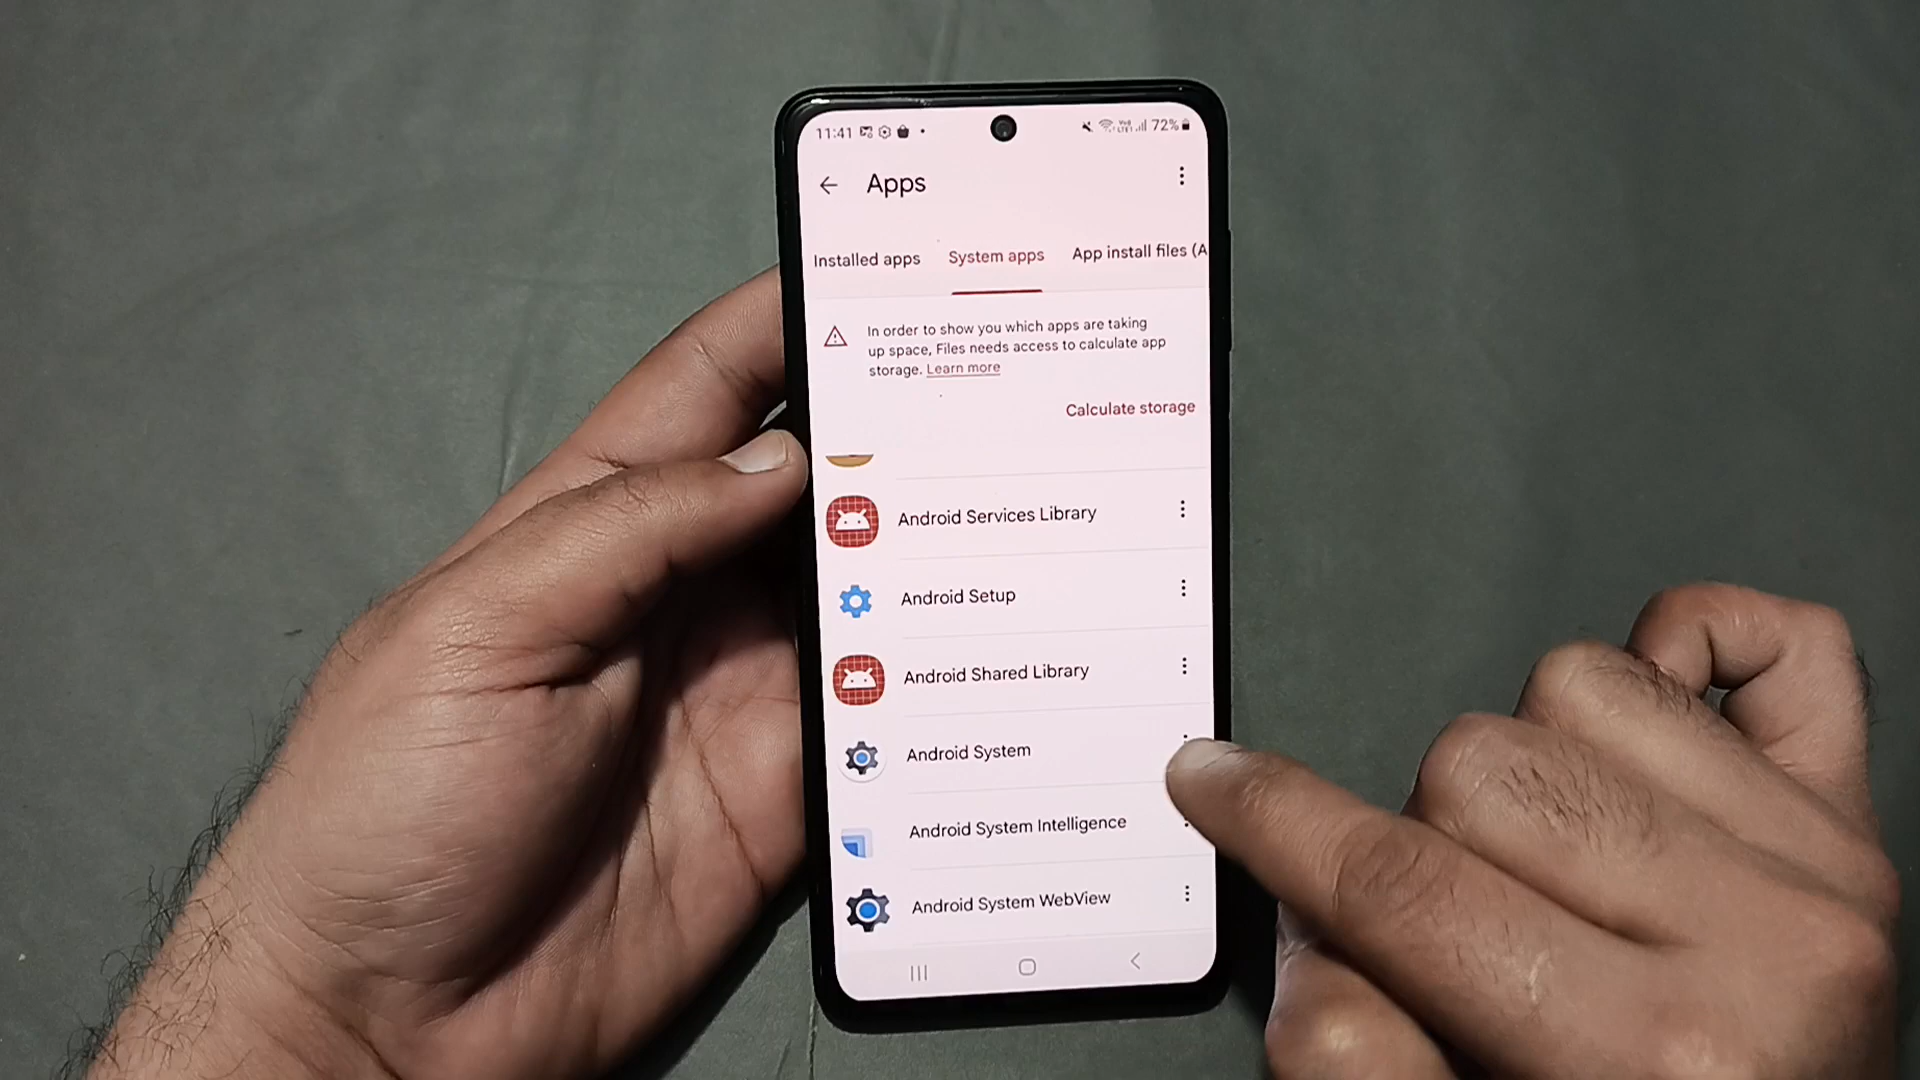 11:41 72%
Apps
Installed apps System apps App install files (A
In order to show you which apps are taking
up space, Files needs access to calculate app
storage. Learn more
Calculate storage
Android Services Library
Android Setup
Android Shared Library
Android System
Android System Intelligence
Android System WebView